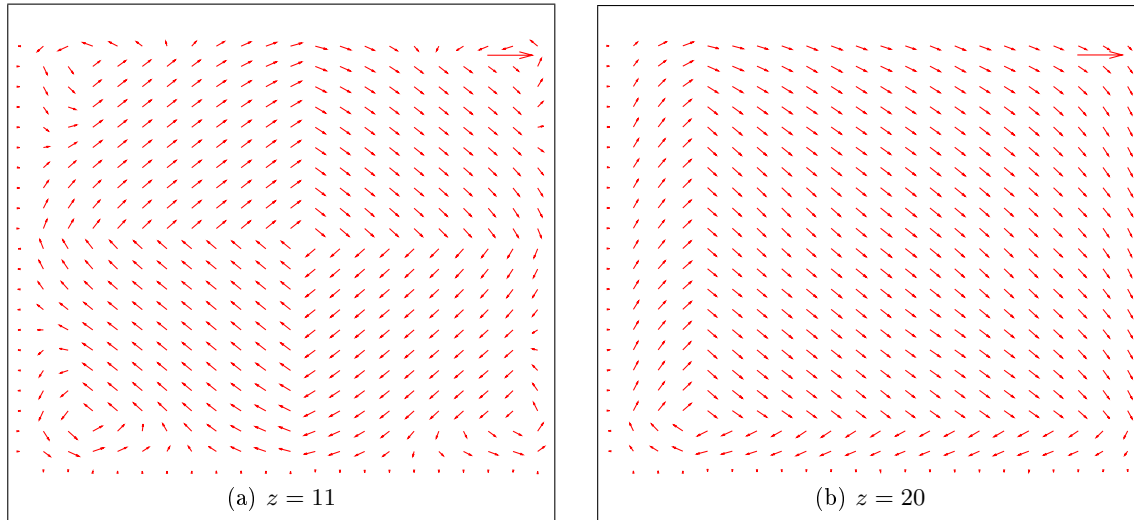 (a) z = 11
(b) z = 20